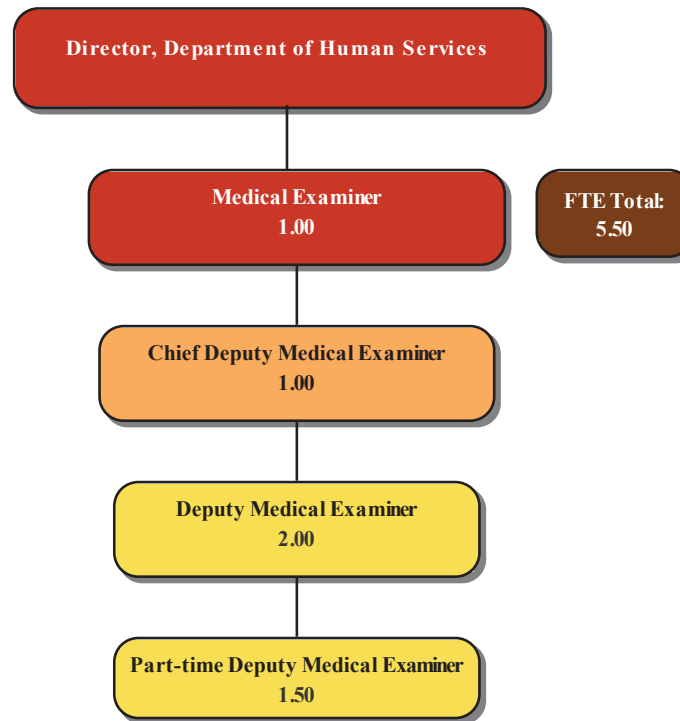 Director, Department of Human Services
Medical Examiner
1.00
FTE Total:
5.50
Chief Deputy Medical Examiner
1.00
Deputy Medical Examiner
2.00
Part-time Deputy Medical Examiner
1.50